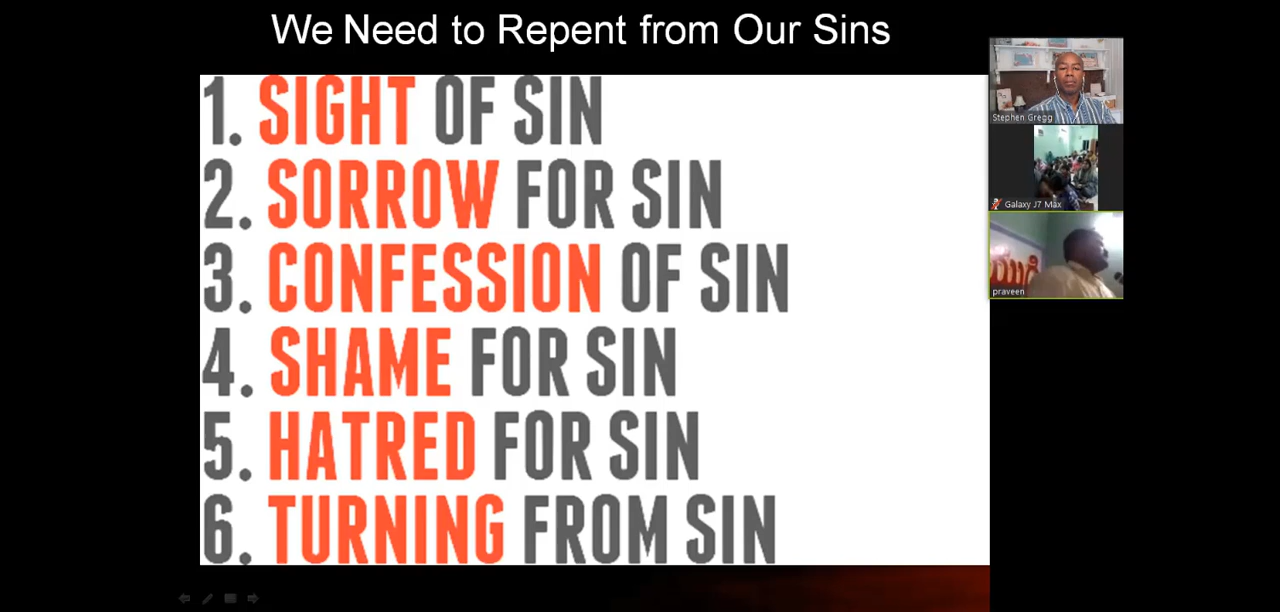 We Need to Repent from Our Sins
1. SIGHT OF SIN
2. SORROW FOR SIN
3. CONFESSION OF SIN
4. SHAME FOR SIN
5. HATRED FOR SIN
6. TURNING FROM SIN
Stephen Gregg
Galaxy J7 Max
praveen